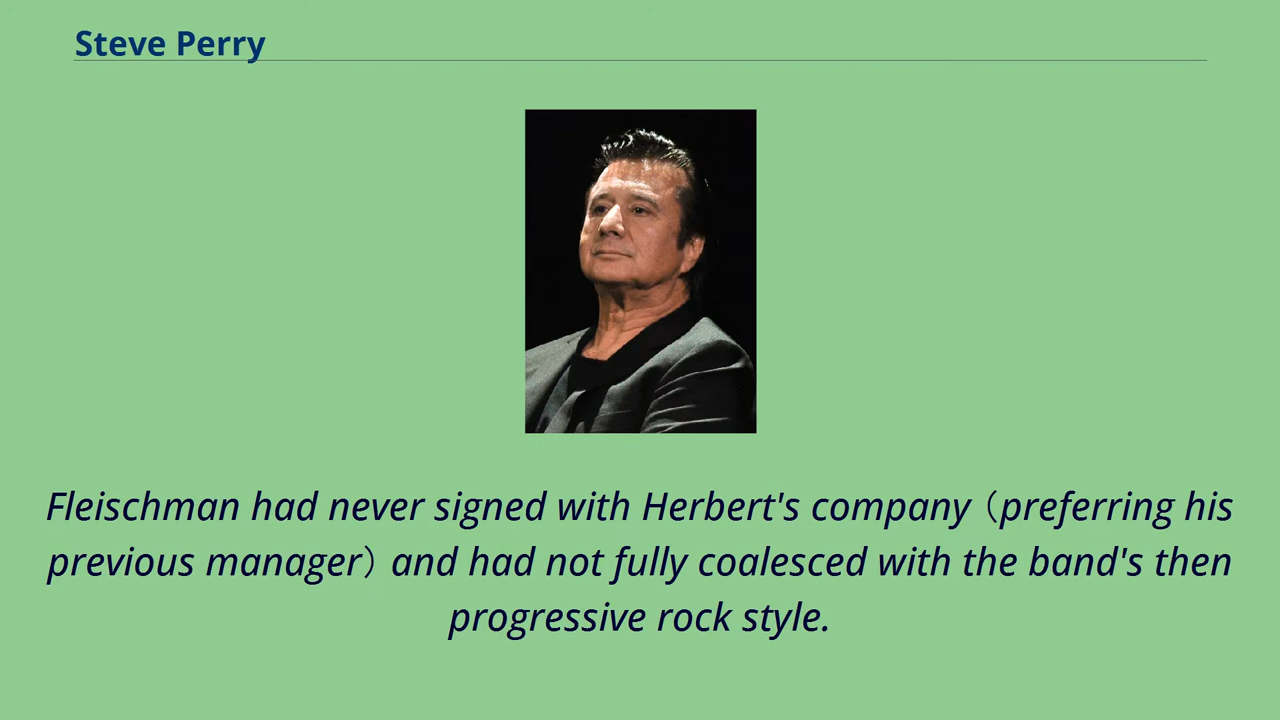 Steve Perry
Fleischman had never signed with Herbert's company（preferring his
previous manager）and had not fully coalesced with the band's then
progressive rock style.